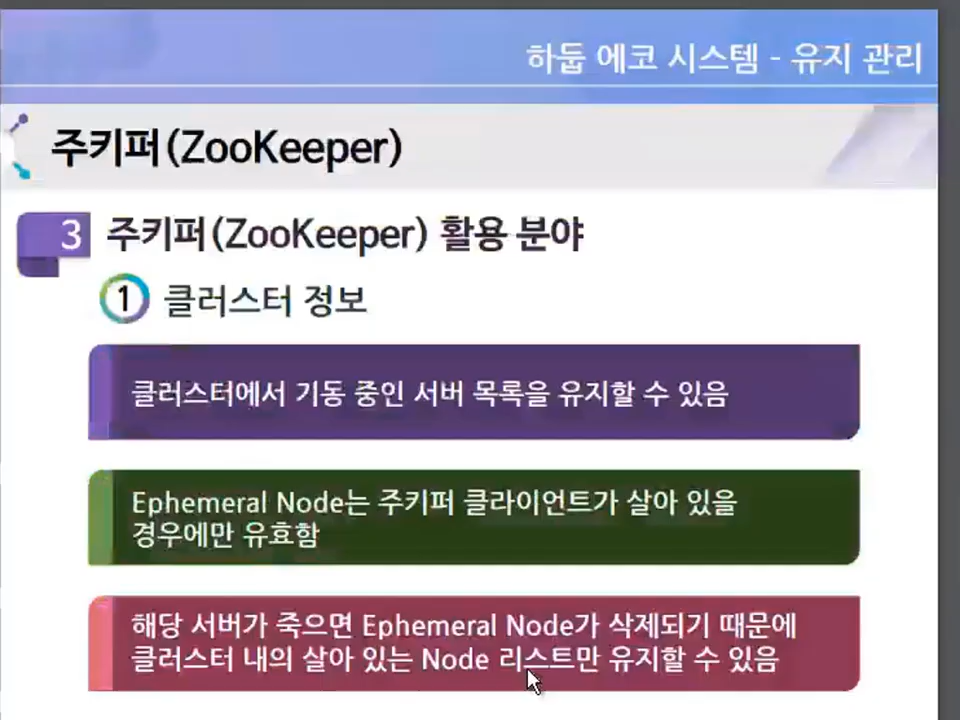 하둡 에코 시스템 - 유지 관리
주키퍼(ZooKeeper)
3 주키퍼(ZooKeeper) 활용 분야
1 클러스터 정보
클러스터에서 기동 중인 서버 목록을 유지할 수 있음
Ephemeral Node는 주키퍼 클라이언트가 살아 있을
경우에만 유효함
해당 서버가 죽으면 Ephemeral Node가 삭제되기 때문에
클러스터 내의 살아 있는 Node 리스트만 유지할 수 있음